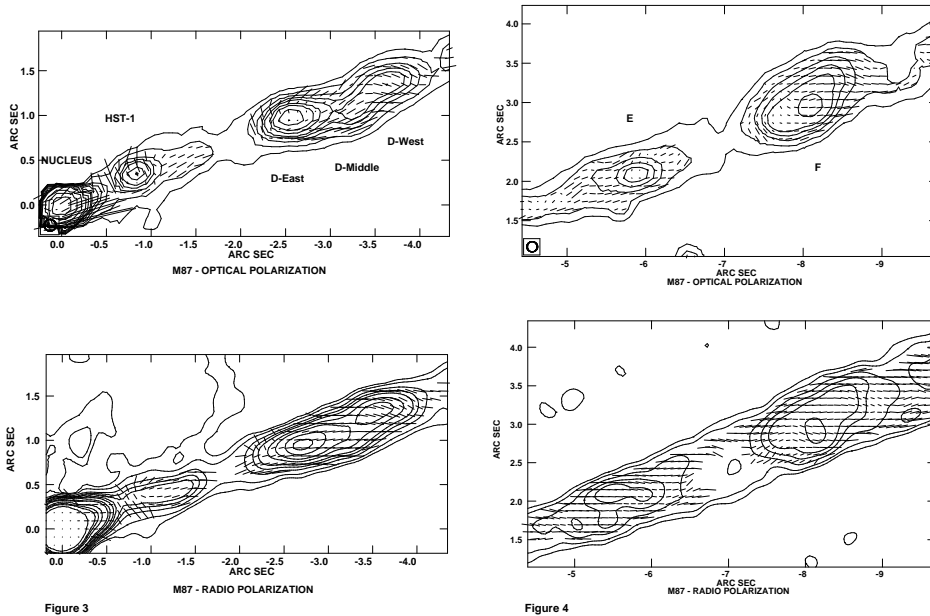 1.5
1.0
0.5
0.0
ARC SEC
HST-1
NUCLEUS
D-West
D-Middle
D-East
0.0 -0.5 -1.0 -1.5 -2.0 -2.5 -3.0 -3.5 -4.0
ARC SEC
M87 - OPTICAL POLARIZATION
4.0
3.5
3.0
2.5
2.0
1.5
ARC SEC
E
F
-5 -6 -7 -8 -9
ARC SEC
M87 - OPTICAL POLARIZATION
1.5
1.0
0.5
0.0
ARC SEC
0.0 -0.5 -1.0 -1.5 -2.0 -2.5 -3.0 -3.5 -4.0
ARC SEC
M87 - RADIO POLARIZATION
Figure 3
4.0
3.5
3.0
2.5
2.0
1.5
ARC SEC
-5 -6 -7 -8 -9
ARC SEC
M87 - RADIO POLARIZATION
Figure 4